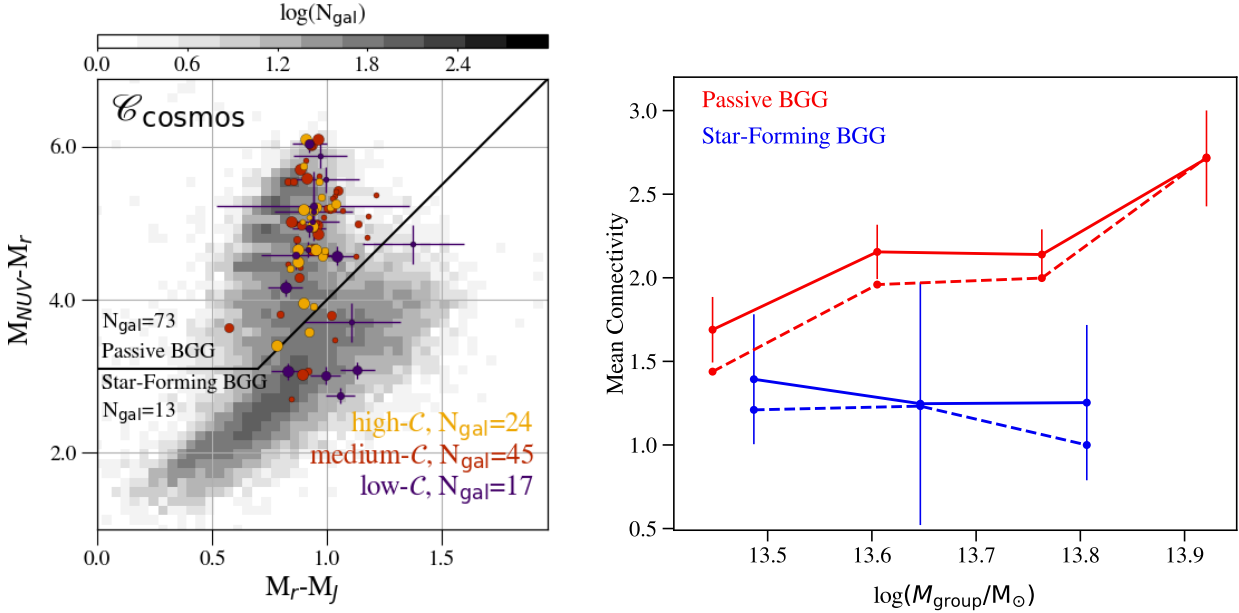 log(N_gal)
0.0 0.6 1.2 1.8 2.4
𝒞cosmos
6.0
4.0
2.0
M_NUV-M_r
N_gal=73
Passive BGG
Star-Forming BGG
N_gal=13
high-𝒞, N_gal=24
medium-𝒞, N_gal=45
low-𝒞, N_gal=17
0.0 0.5 1.0 1.5
M_r-M_J
Passive BGG
Star-Forming BGG
3.0
2.5
2.0
1.5
1.0
0.5
Mean Connectivity
13.5 13.6 13.7 13.8 13.9
log(M_group/M_⊙)